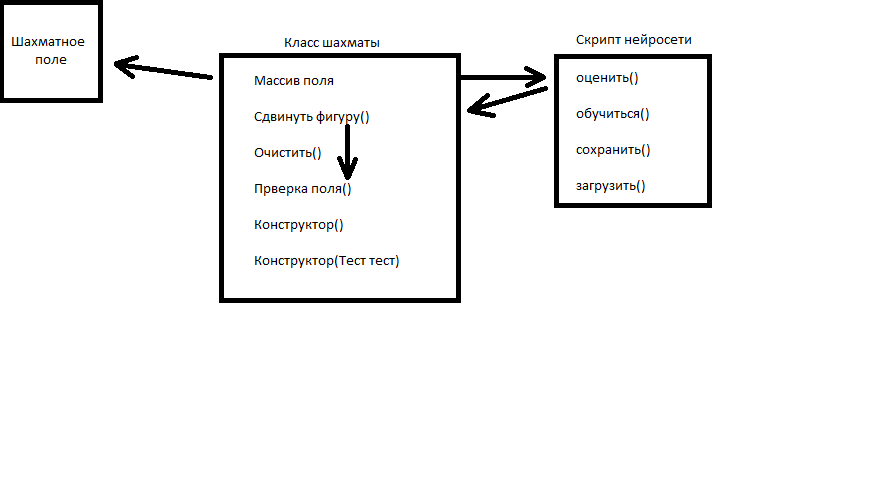 Шахматное
поле
Класс шахматы
Массив поля
Сдвинуть фигуру()
Очистить()
Прверка поля()
Конструктор()
Конструктор(Тест тест)
Скрипт нейросети
оценить()
обучиться()
сохранить()
загрузить()